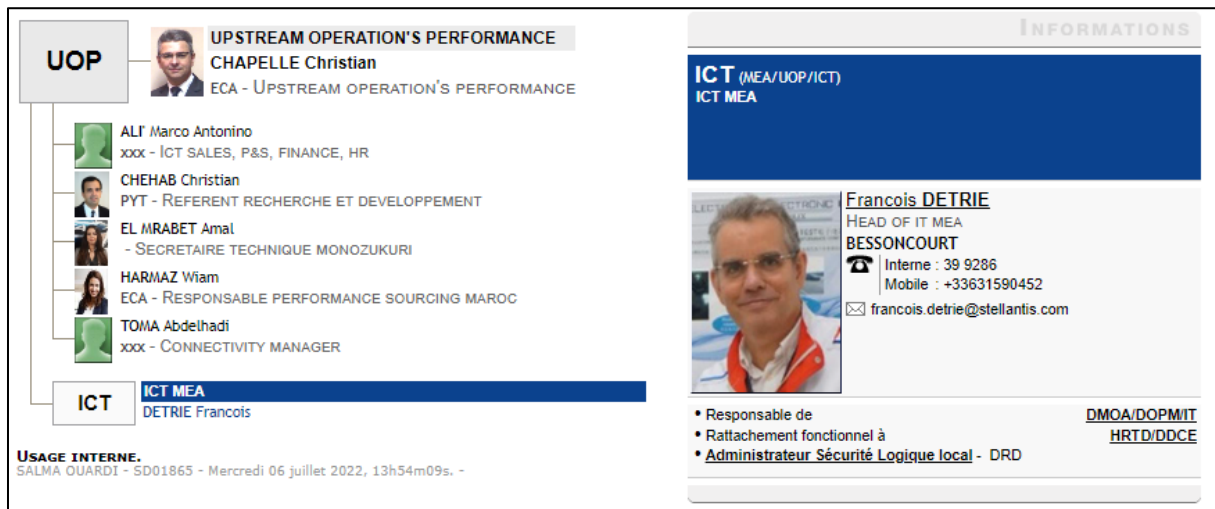 UOP
UPSTREAM OPERATION'S PERFORMANCE
CHAPELLE Christian
ECA - UPSTREAM OPERATION'S PERFORMANCE
ALI' Marco Antonino
xxx - ICT SALES, P&S, FINANCE, HR
CHEHAB Christian
PYT - REFERENT RECHERCHE ET DEVELOPPEMENT
EL MRABET Amal
- SECRETAIRE TECHNIQUE MONOZUKURI
HARMAZ Wiam
ECA - RESPONSABLE PERFORMANCE SOURCING MAROC
TOMA Abdelhadi
xxx - CONNECTIVITY MANAGER
ICT
ICT MEA
DETRIE Francois
USAGE INTERNE.
SALMA OUARDI - SD01865 - Mercredi 06 juillet 2022, 13h54m09s. -
INFORMATIONS
ICT (MEA/UOP/ICT)
ICT MEA
Francois DETRIE
HEAD OF IT MEA
BESSONCOURT
Interne : 39 9286
Mobile : +33631590452
francois.detrie@stellantis.com
• Responsable de DMOA/DOPM/IT
• Rattachement fonctionnel à HRTD/DDCE
• Administrateur Sécurité Logique local - DRD